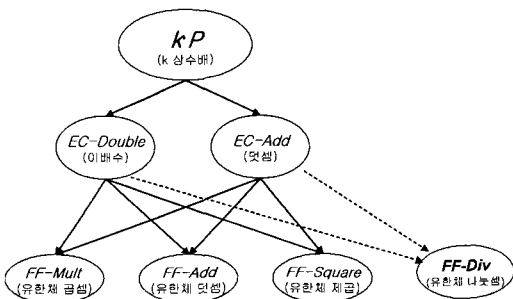 kP
(k 상수배)
EC-Double
(이배수)
EC-Add
(덧셈)
FF-Mult
(유한체 곱셈)
FF-Add
(유한체 덧셈)
FF-Square
(유한체 제곱)
FF-Div
(유한체 나눗셈)